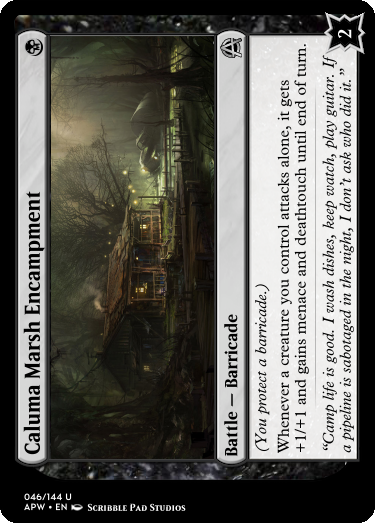 Caluma Marsh Encampment
Battle — Barricade
2
(You protect a barricade.)
Whenever a creature you control attacks alone, it gets
+1/+1 and gains menace and deathtouch until end of turn.
“Camp life is good. I wash dishes, keep watch, play guitar. If
a pipeline is sabotaged in the night, I don’t ask who did it.”
046/144 U
APW • EN SCRIBBLE PAD STUDIOS